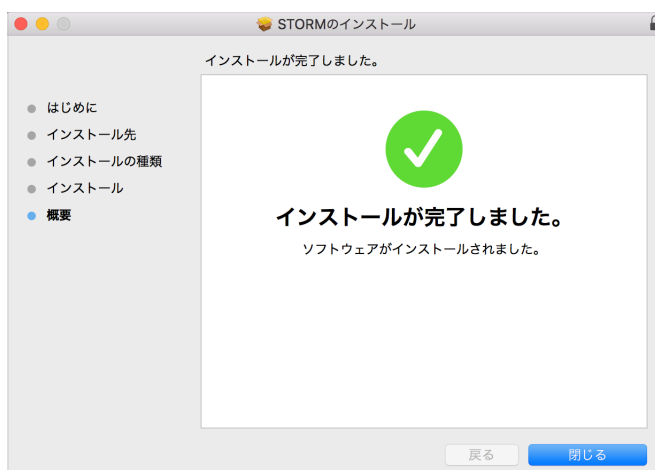 STORMのインストール
インストールが完了しました。
はじめに
インストール先
インストールの種類
インストール
概要
インストールが完了しました。
ソフトウェアがインストールされました。
戻る
閉じる